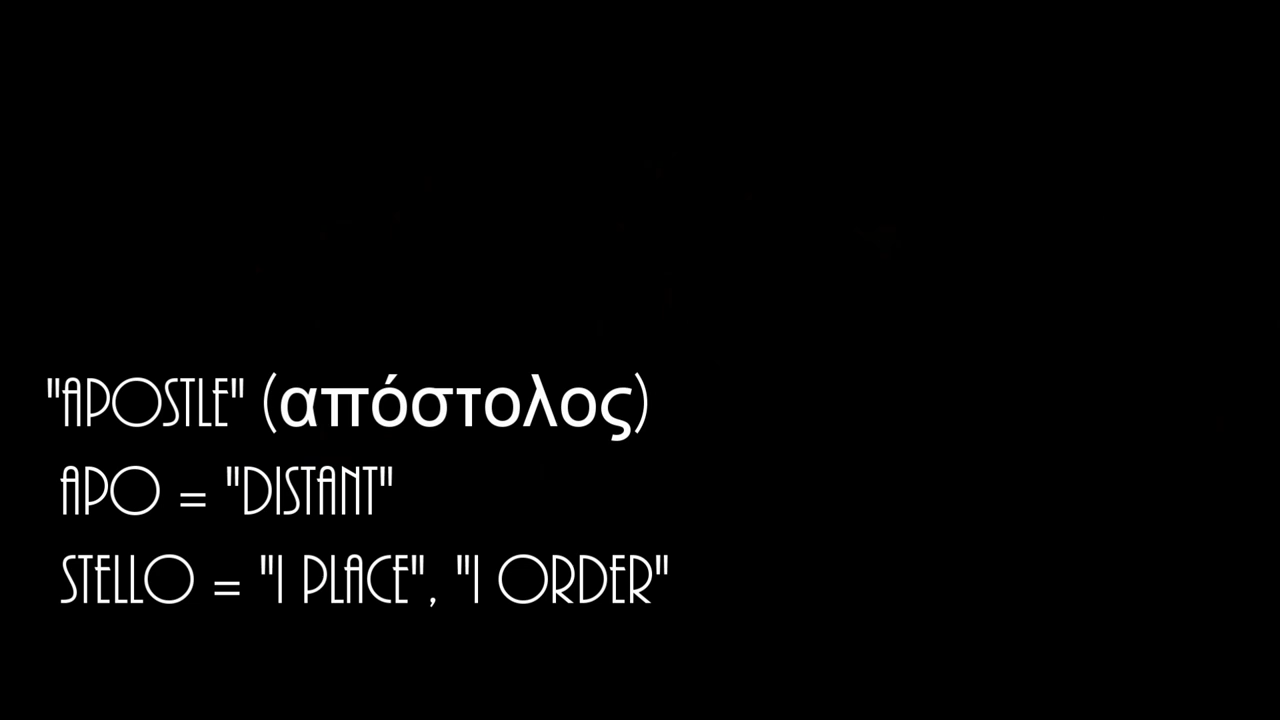 "APOSTLE" (απόστολος)
APO = "DISTANT"
STELLO = "I PLACE", "I ORDER"